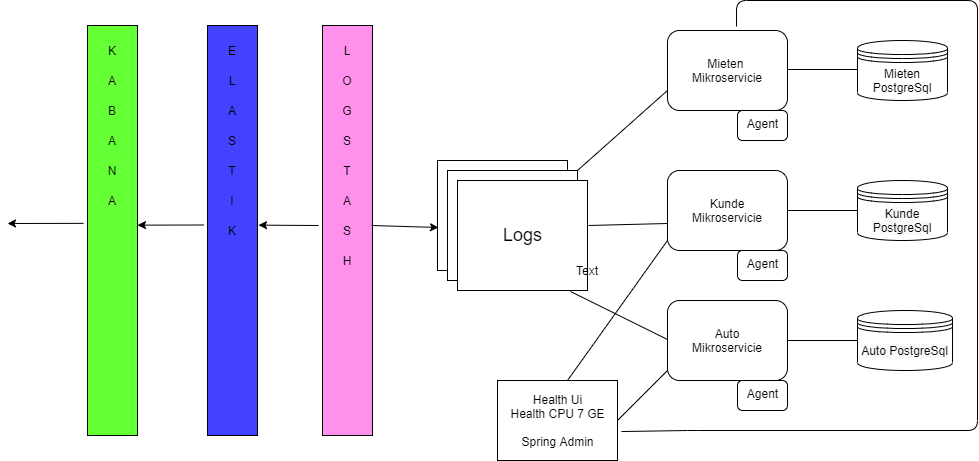 K
A
B
A
N
A
E
L
A
S
T
I
K
L
O
G
S
T
A
S
H
Logs
Text
Mieten
Mikroservicie
Agent
Mieten
PostgreSql
Kunde
Mikroservicie
Agent
Kunde
PostgreSql
Auto
Mikroservicie
Agent
Auto PostgreSql
Health Ui
Health CPU 7 GE
Spring Admin